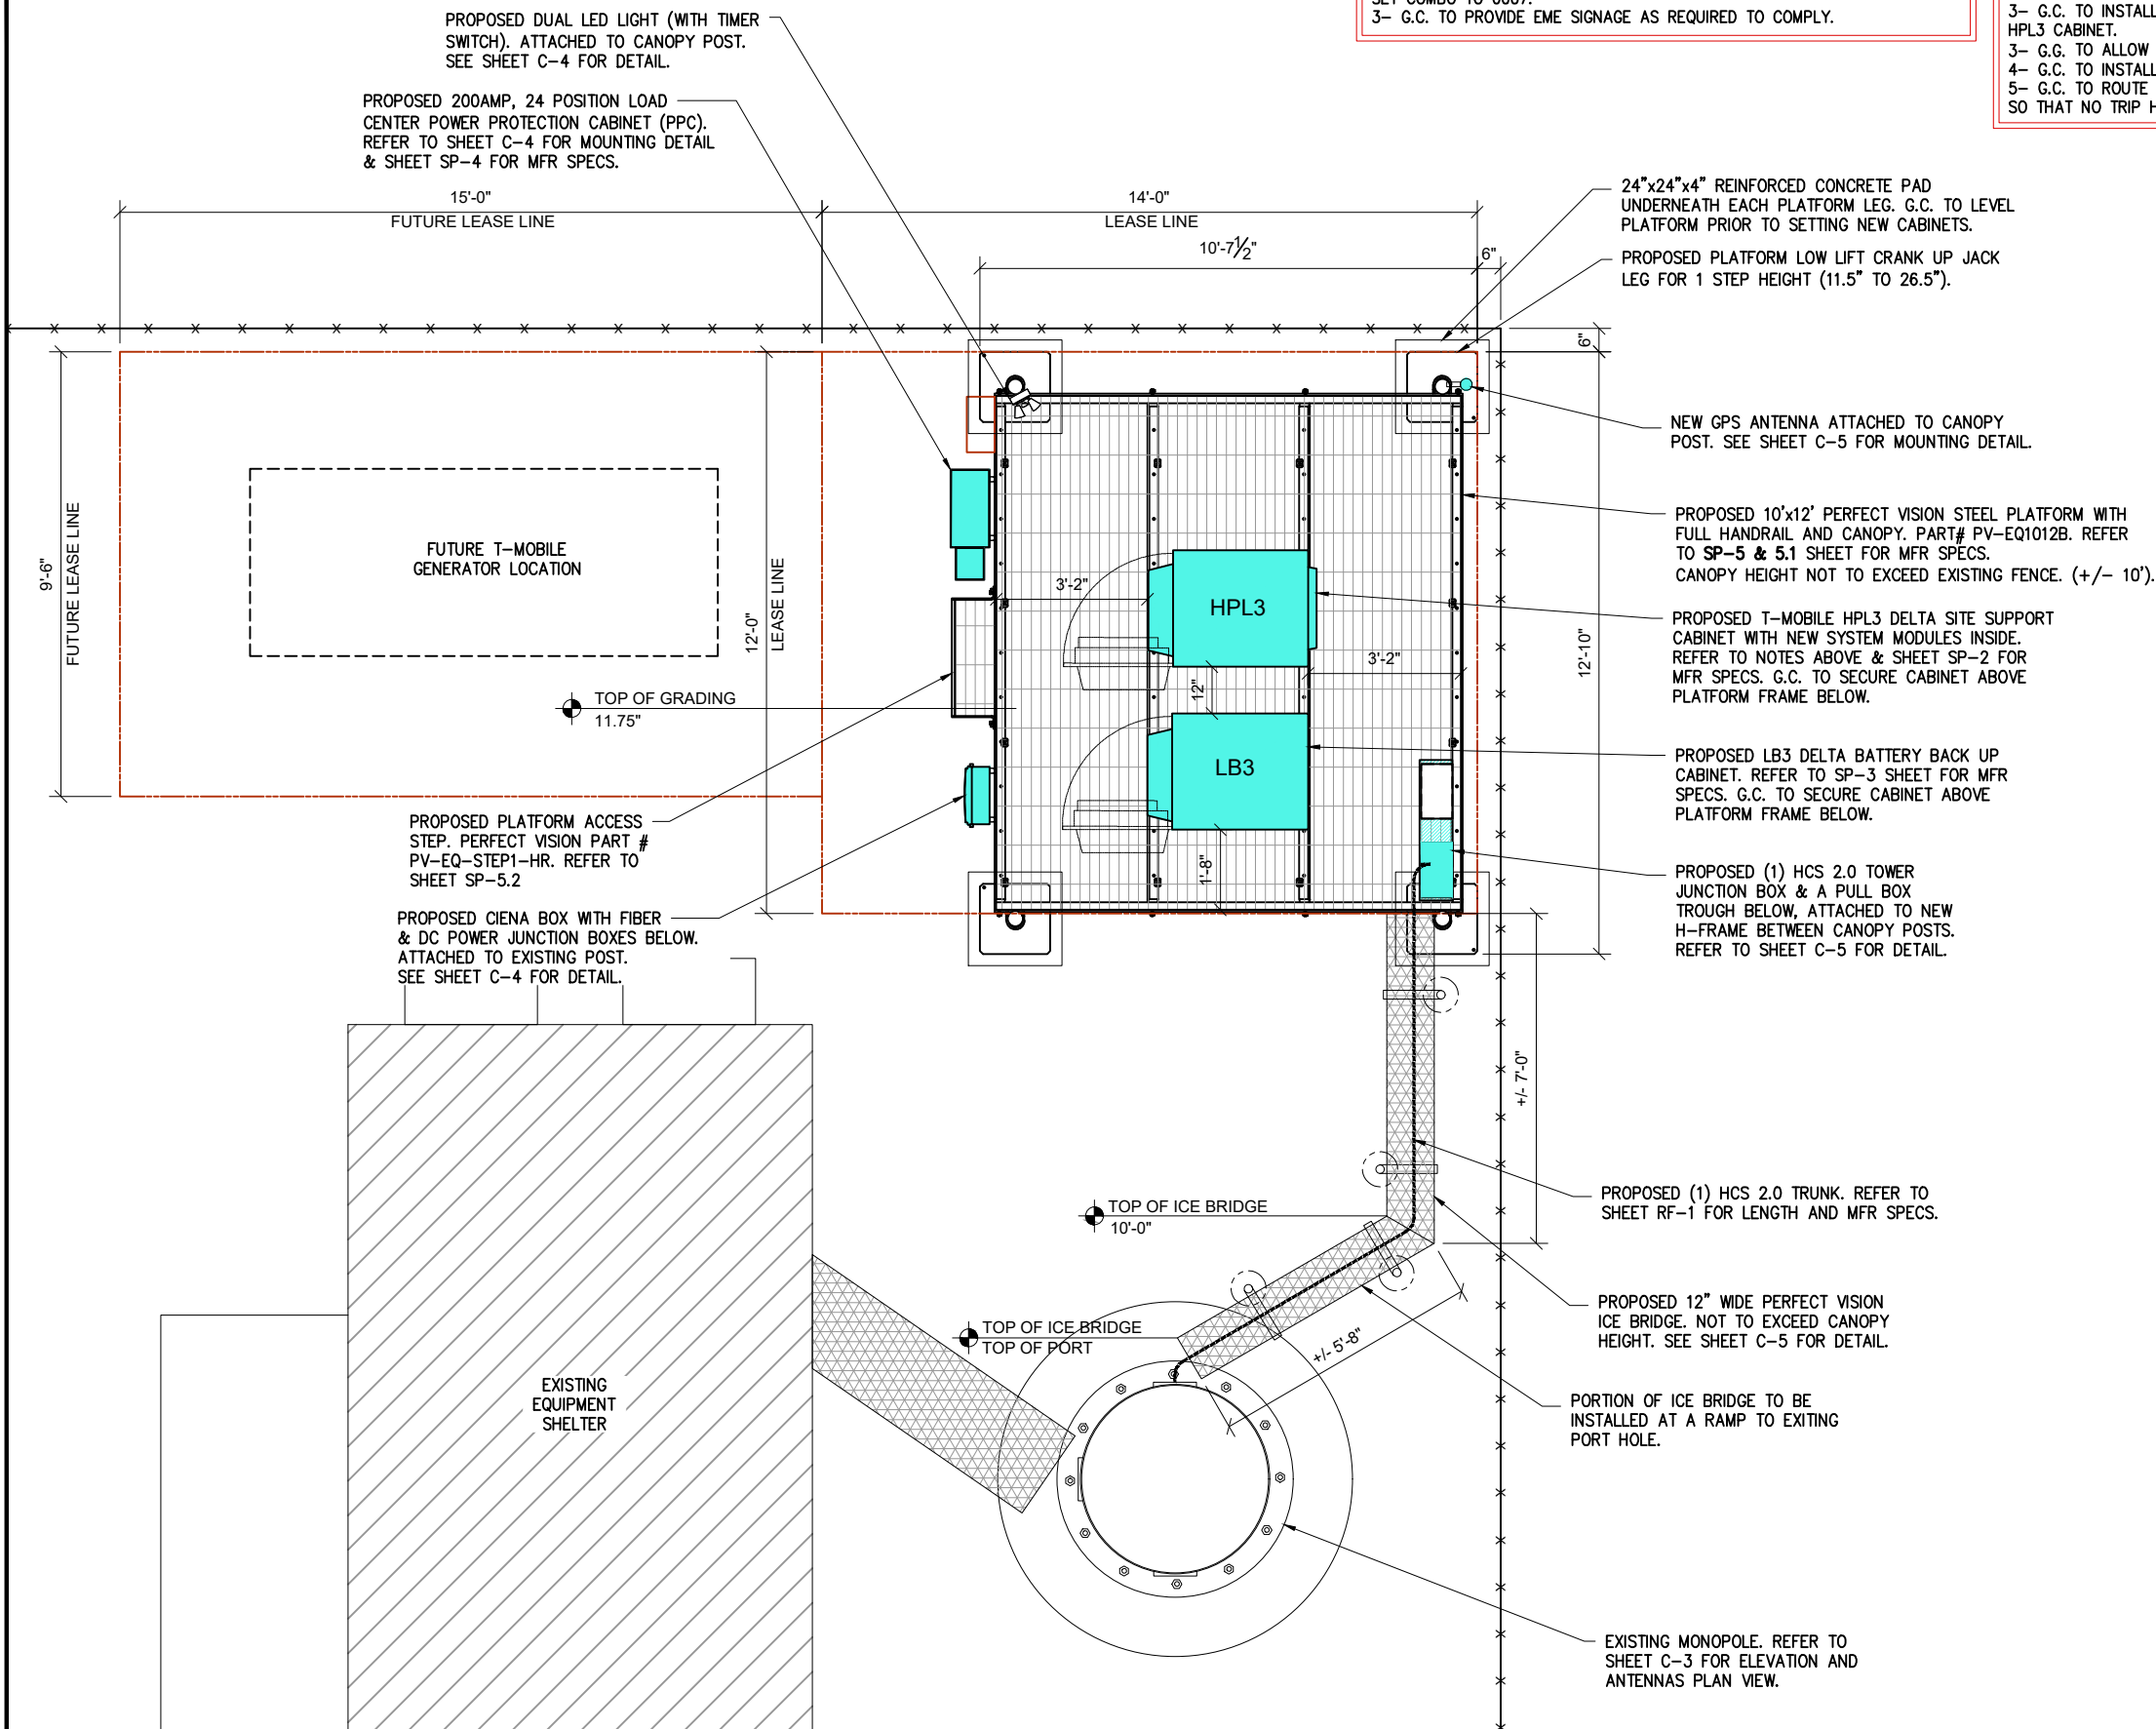 3- G.C. TO PROVIDE EME SIGNAGE AS REQUIRED TO COMPLY.
3- G.C. TO INSTALL
HPL3 CABINET.
3- G.G. TO ALLOW
4- G.C. TO INSTALL
5- G.C. TO ROUTE
SO THAT NO TRIP
PROPOSED DUAL LED LIGHT (WITH TIMER
SWITCH). ATTACHED TO CANOPY POST.
SEE SHEET C-4 FOR DETAIL.
PROPOSED 200AMP, 24 POSITION LOAD
CENTER POWER PROTECTION CABINET (PPC).
REFER TO SHEET C-4 FOR MOUNTING DETAIL
& SHEET SP-4 FOR MFR SPECS.
15'-0"
FUTURE LEASE LINE
14'-0"
LEASE LINE
10'-7½"
6"
24"x24"x4" REINFORCED CONCRETE PAD
UNDERNEATH EACH PLATFORM LEG. G.C. TO LEVEL
PLATFORM PRIOR TO SETTING NEW CABINETS.
PROPOSED PLATFORM LOW LIFT CRANK UP JACK
LEG FOR 1 STEP HEIGHT (11.5" TO 26.5").
6"
NEW GPS ANTENNA ATTACHED TO CANOPY
POST. SEE SHEET C-5 FOR MOUNTING DETAIL.
PROPOSED 10'x12' PERFECT VISION STEEL PLATFORM WITH
FULL HANDRAIL AND CANOPY. PART# PV-EQ1012B. REFER
TO SP-5 & 5.1 SHEET FOR MFR SPECS.
CANOPY HEIGHT NOT TO EXCEED EXISTING FENCE. (+/- 10').
9'-6"
FUTURE LEASE LINE
FUTURE T-MOBILE
GENERATOR LOCATION
12'-0"
LEASE LINE
3'-2"
HPL3
3'-2"
12"
12'-10"
PROPOSED T-MOBILE HPL3 DELTA SITE SUPPORT
CABINET WITH NEW SYSTEM MODULES INSIDE.
REFER TO NOTES ABOVE & SHEET SP-2 FOR
MFR SPECS. G.C. TO SECURE CABINET ABOVE
PLATFORM FRAME BELOW.
TOP OF GRADING
11.75"
LB3
1'-8"
PROPOSED LB3 DELTA BATTERY BACK UP
CABINET. REFER TO SP-3 SHEET FOR MFR
SPECS. G.C. TO SECURE CABINET ABOVE
PLATFORM FRAME BELOW.
PROPOSED PLATFORM ACCESS
STEP. PERFECT VISION PART #
PV-EQ-STEP1-HR. REFER TO
SHEET SP-5.2
PROPOSED (1) HCS 2.0 TOWER
JUNCTION BOX & A PULL BOX
TROUGH BELOW, ATTACHED TO NEW
H-FRAME BETWEEN CANOPY POSTS.
REFER TO SHEET C-5 FOR DETAIL.
PROPOSED CIENA BOX WITH FIBER
& DC POWER JUNCTION BOXES BELOW.
ATTACHED TO EXISTING POST.
SEE SHEET C-4 FOR DETAIL.
+/- 7'-0"
PROPOSED (1) HCS 2.0 TRUNK. REFER TO
SHEET RF-1 FOR LENGTH AND MFR SPECS.
TOP OF ICE BRIDGE
10'-0"
PROPOSED 12" WIDE PERFECT VISION
ICE BRIDGE. NOT TO EXCEED CANOPY
HEIGHT. SEE SHEET C-5 FOR DETAIL.
TOP OF ICE BRIDGE
TOP OF PORT
+/- 5'-8"
EXISTING
EQUIPMENT
SHELTER
PORTION OF ICE BRIDGE TO BE
INSTALLED AT A RAMP TO EXITING
PORT HOLE.
EXISTING MONOPOLE. REFER TO
SHEET C-3 FOR ELEVATION AND
ANTENNAS PLAN VIEW.